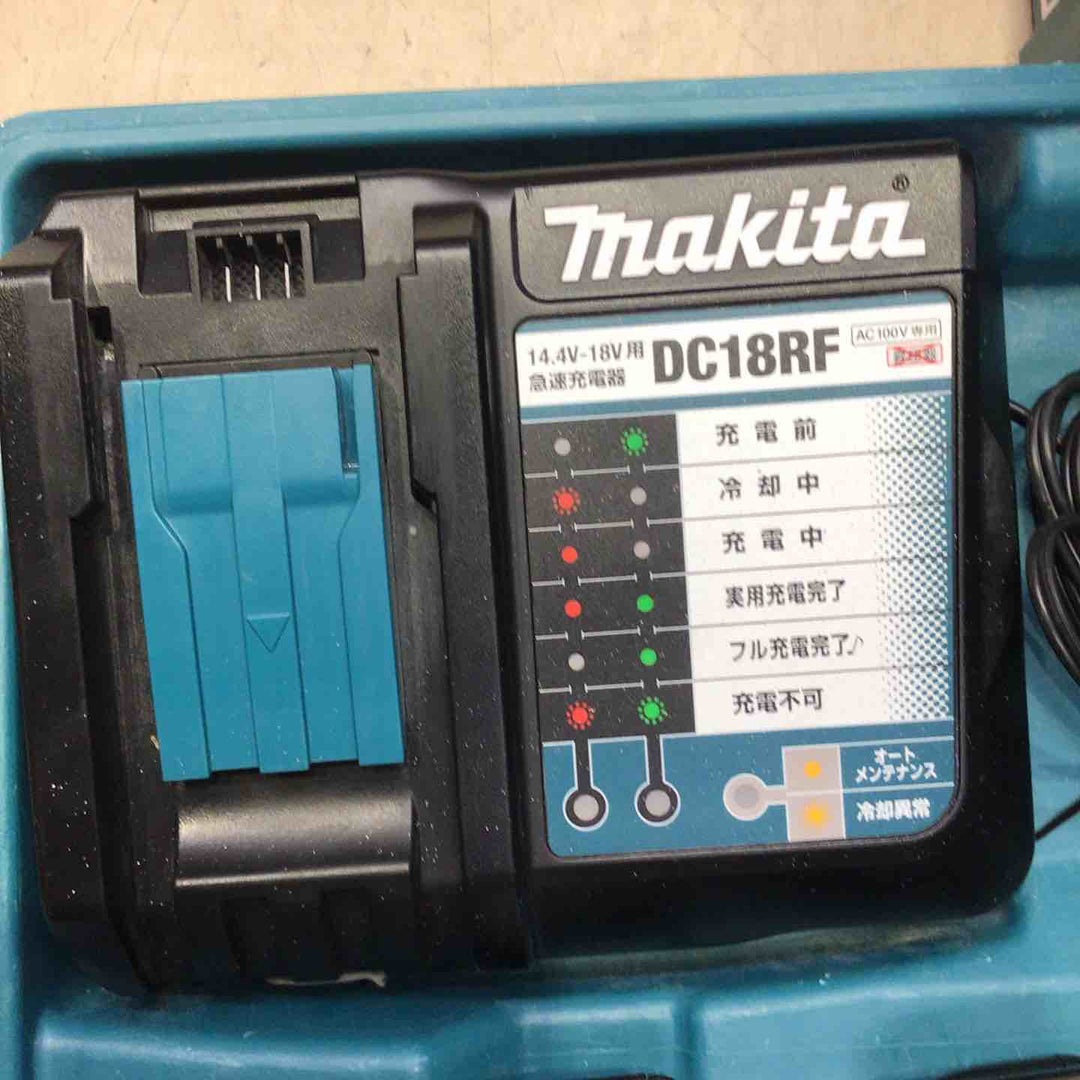 makita®
14.4V-18V用
急速充電器
DC18RF
AC100V専用
充電前
冷却中
充電中
実用充電完了
フル充電完了♪
充電不可
オート
メンテナンス
冷却異常